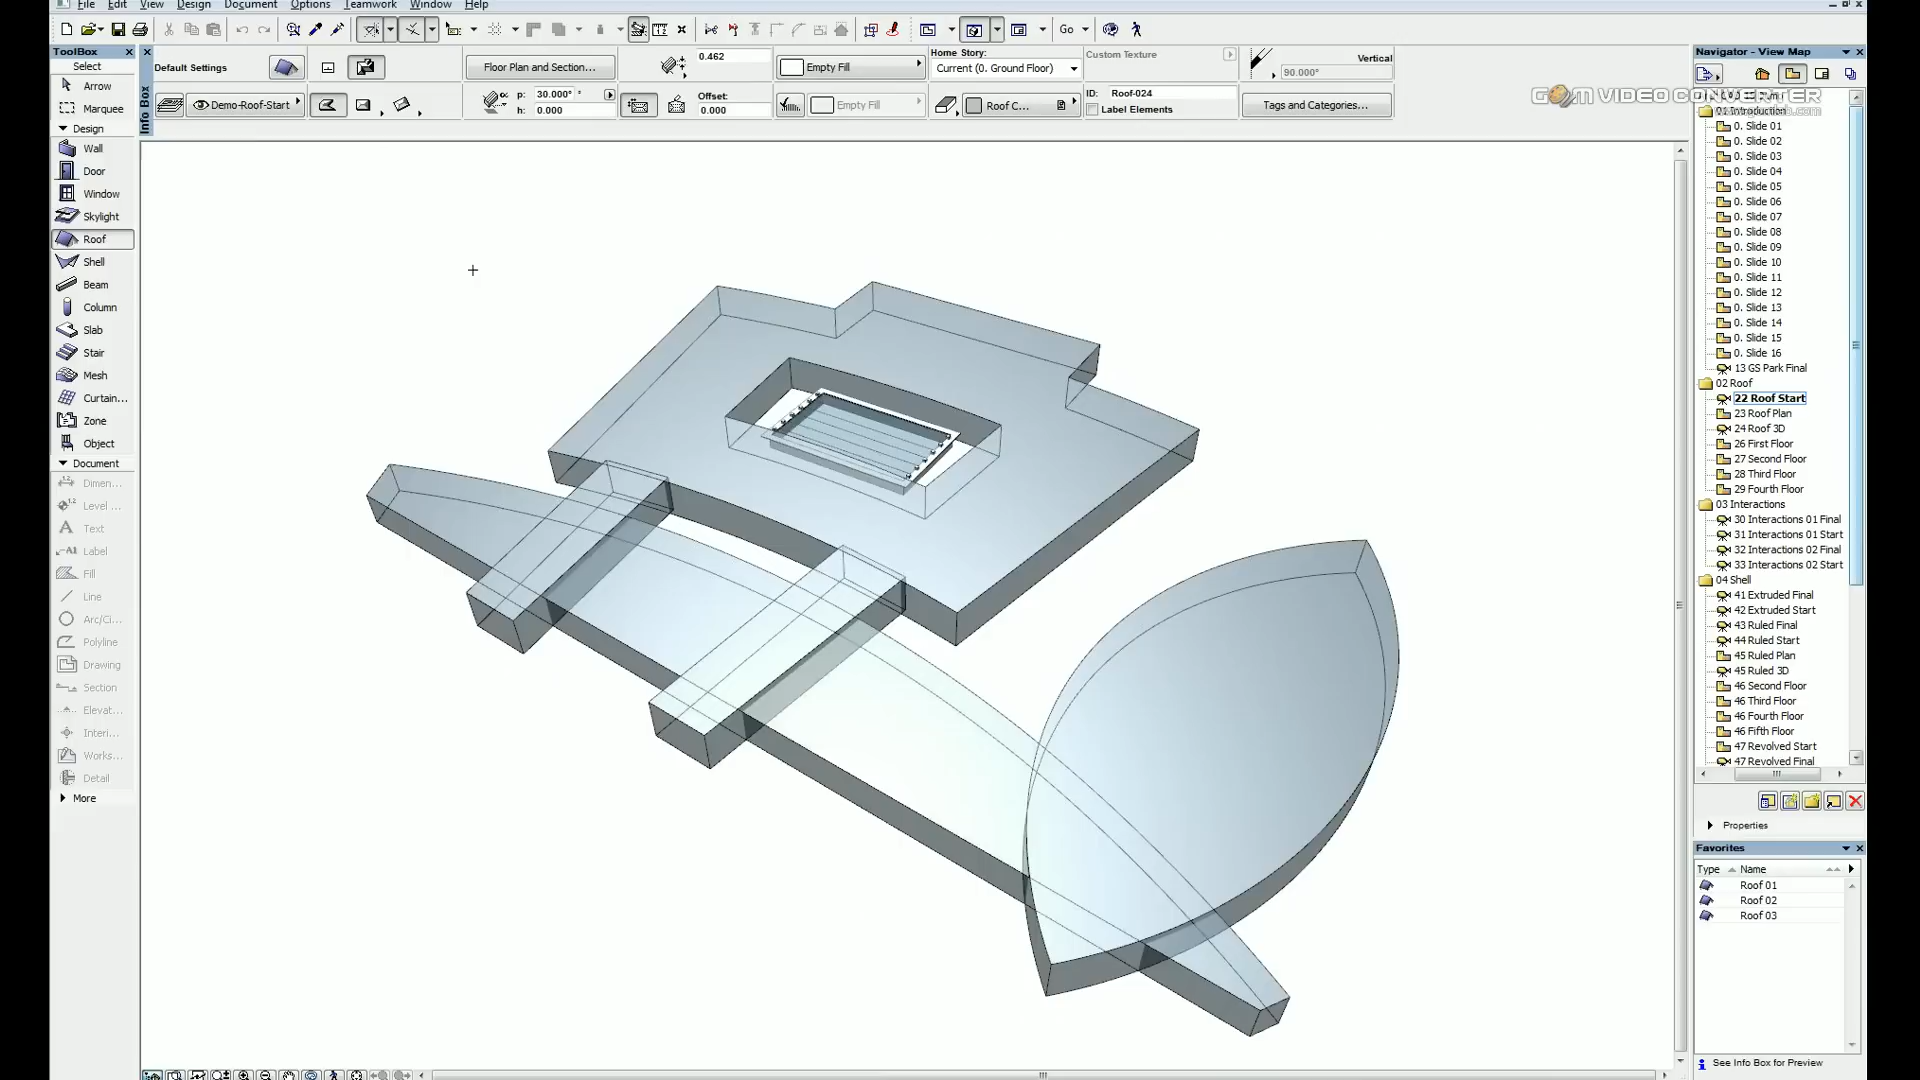 File Edit View Design Document Options Teamwork Window Help
Go
ToolBox
Select
Arrow
Marquee
Design
Wall
Door
Window
Skylight
Roof
Shell
Beam
Column
Slab
Stair
Mesh
Curtain...
Zone
Object
Document
Dimen...
Level ...
Text
Label
Fill
Line
Arc/Ci...
Polyline
Drawing
Section
Elevat...
Interi...
Works...
Detail
More
Info Box
Default Settings
Demo-Roof-Start
Floor Plan and Section...
p: 30.000° °
h: 0.000
0.462
Offset:
0.000
Empty Fill
Empty Fill
Home Story:
Current (0. Ground Floor)
Roof C...
Custom Texture
ID: Roof-024
Label Elements
Vertical
90.000°
Tags and Categories...
Navigator - View Map
GOM VIDEO CONVERTER
01 Introduction
0. Slide 01
0. Slide 02
0. Slide 03
0. Slide 04
0. Slide 05
0. Slide 06
0. Slide 07
0. Slide 08
0. Slide 09
0. Slide 10
0. Slide 11
0. Slide 12
0. Slide 13
0. Slide 14
0. Slide 15
0. Slide 16
13 GS Park Final
02 Roof
22 Roof Start
23 Roof Plan
24 Roof 3D
26 First Floor
27 Second Floor
28 Third Floor
29 Fourth Floor
03 Interactions
30 Interactions 01 Final
31 Interactions 01 Start
32 Interactions 02 Final
33 Interactions 02 Start
04 Shell
41 Extruded Final
42 Extruded Start
43 Ruled Final
44 Ruled Start
45 Ruled Plan
45 Ruled 3D
46 Second Floor
46 Third Floor
46 Fourth Floor
46 Fifth Floor
47 Revolved Start
47 Revolved Final
Properties
Favorites
Type Name
Roof 01
Roof 02
Roof 03
See Info Box for Preview